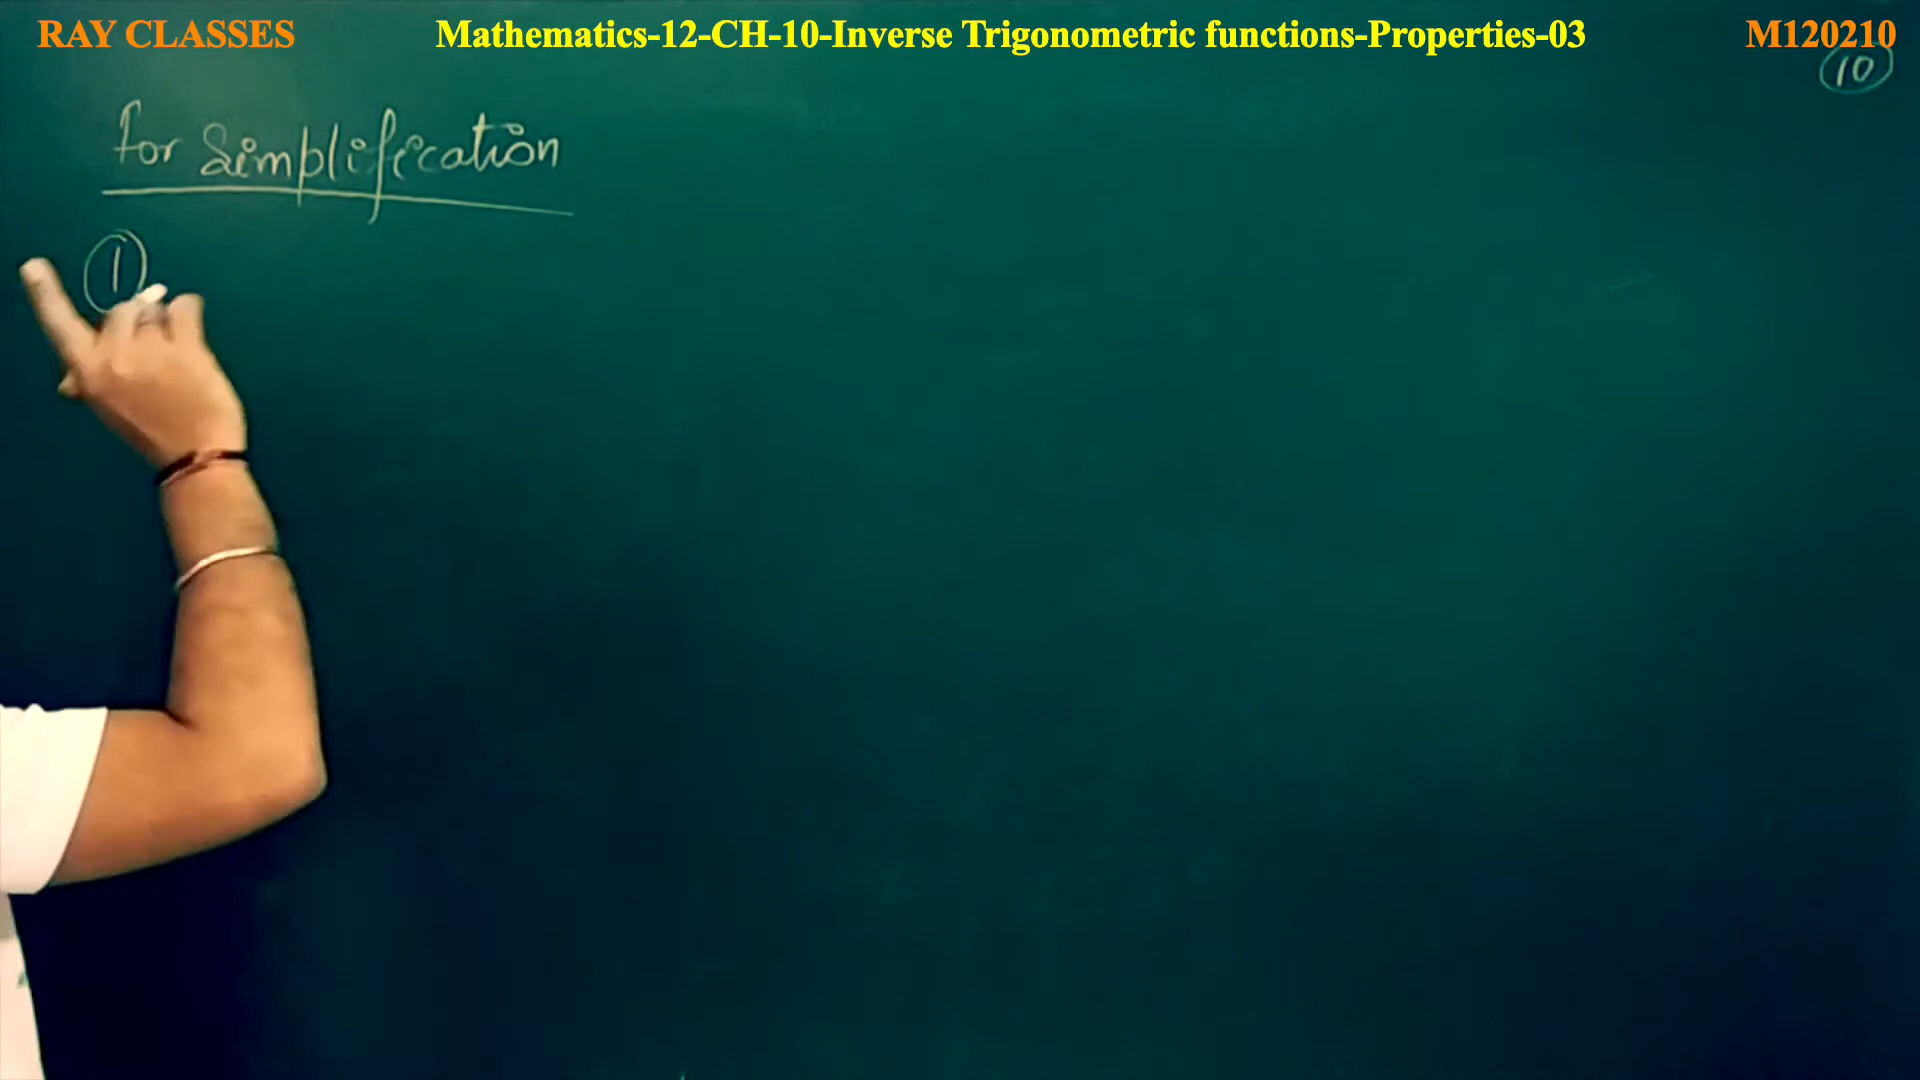 RAY CLASSES Mathematics-12-CH-10-Inverse Trigonometric functions-Properties-03 M120210
10
for Simplification
1